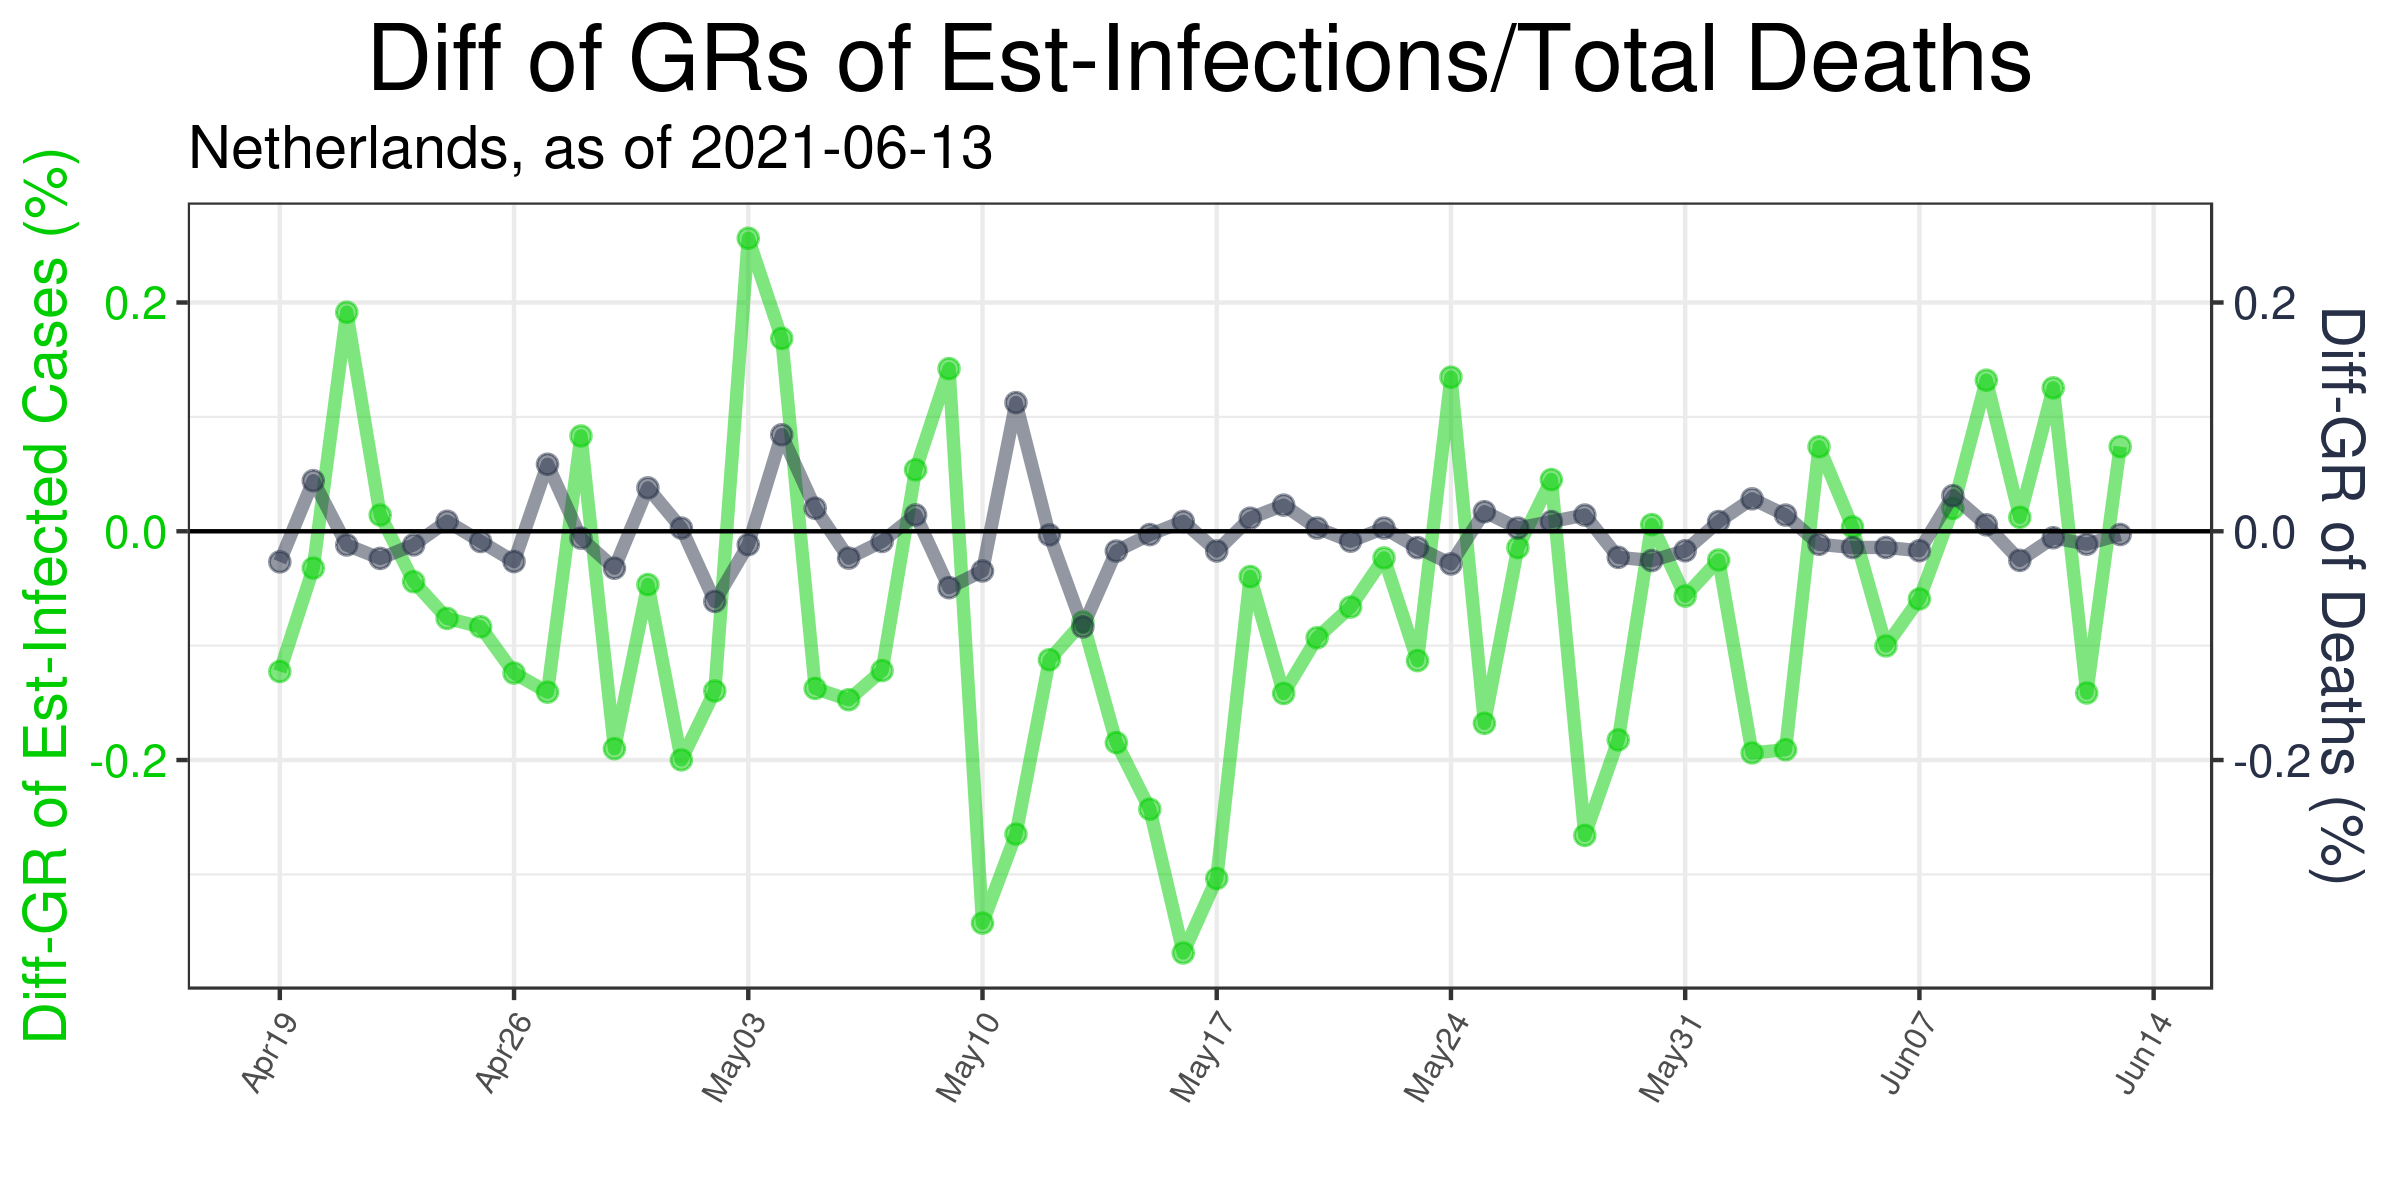 Diff of GRs of Est-Infections/Total Deaths
Netherlands, as of 2021-06-13
Diff-GR of Est-Infected Cases (%)
0.2
0.0
-0.2
0.2
0.0
-0.2
Diff-GR of Deaths (%)
Apr19
Apr26
May03
May10
May17
May24
May31
Jun07
Jun14